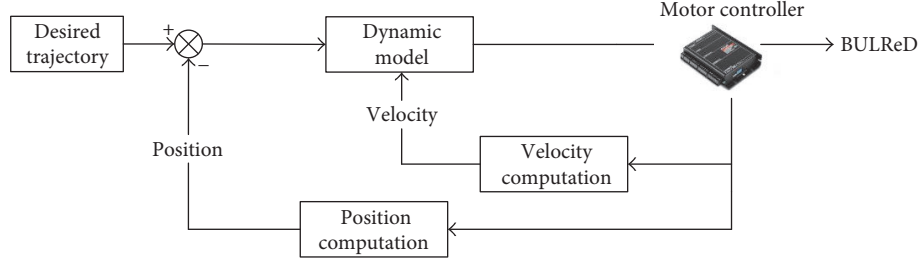 Motor controller
Desired
trajectory
+
−
Dynamic
model
BULReD
Velocity
Position
Velocity
computation
Position
computation